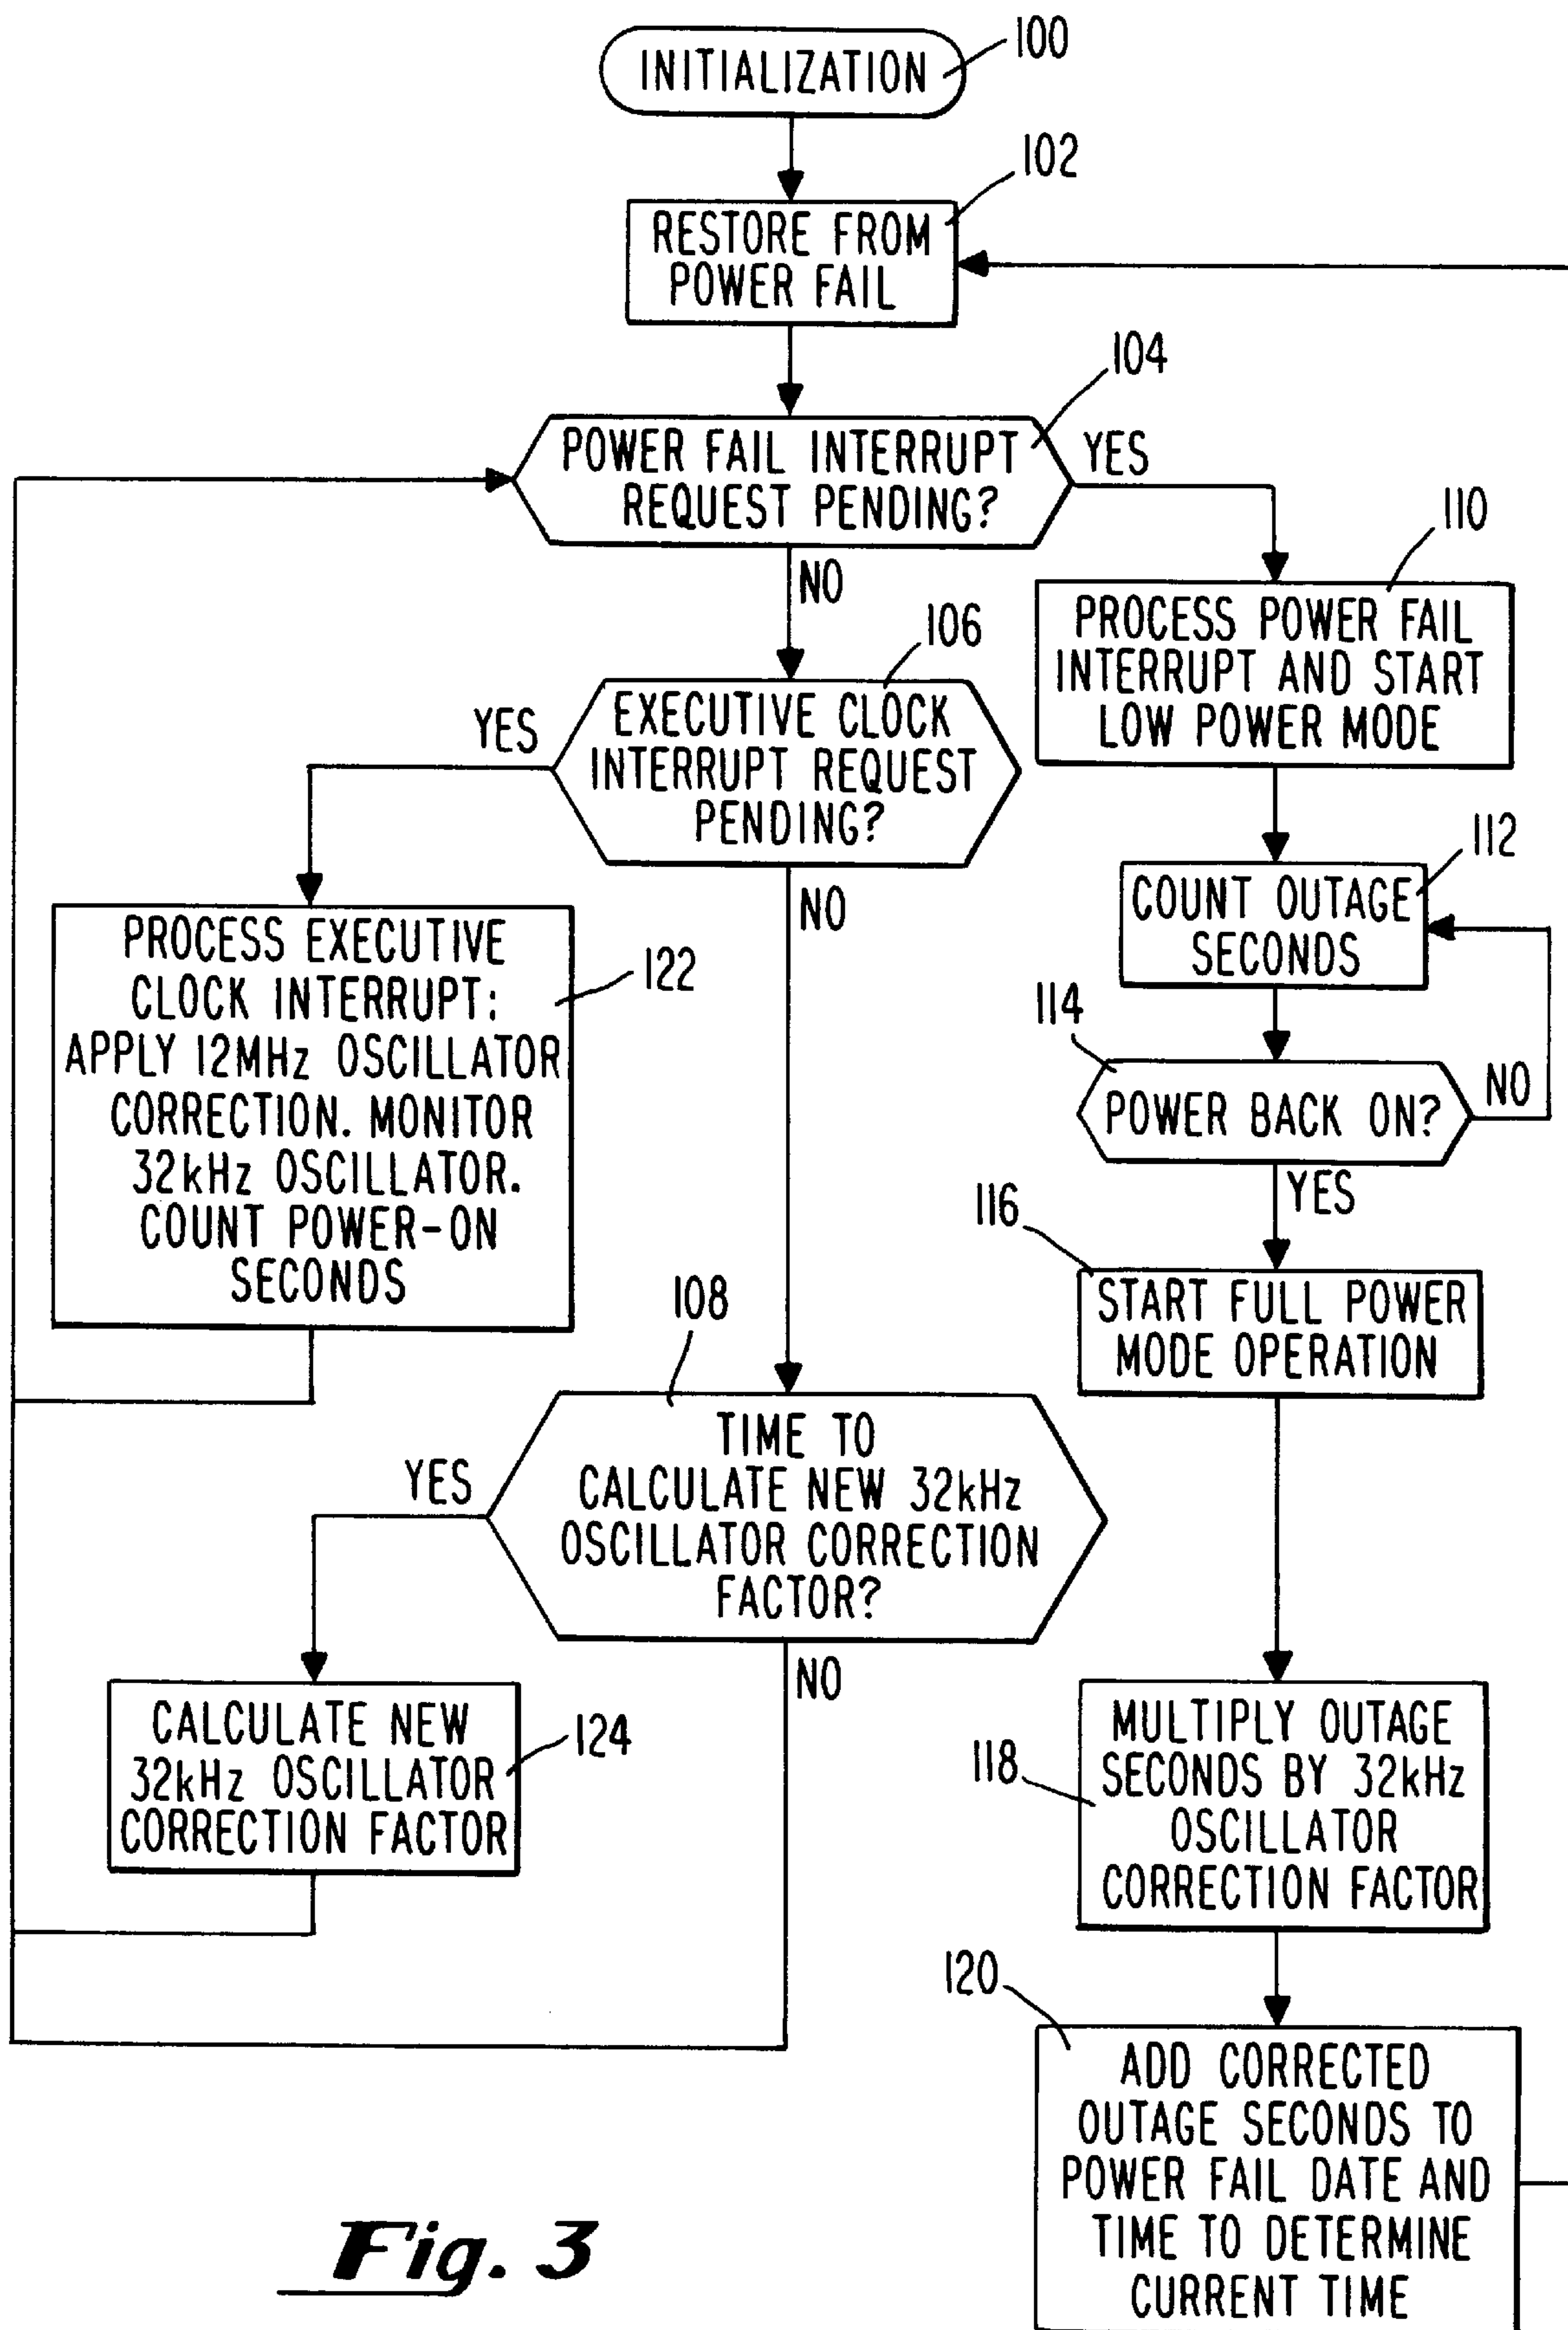 INITIALIZATION
100
102
RESTORE FROM
POWER FAIL
104
POWER FAIL INTERRUPT
REQUEST PENDING?
YES
NO
110
PROCESS POWER FAIL
INTERRUPT AND START
LOW POWER MODE
106
EXECUTIVE CLOCK
INTERRUPT REQUEST
PENDING?
YES
NO
112
COUNT OUTAGE
SECONDS
PROCESS EXECUTIVE
CLOCK INTERRUPT:
APPLY 12MHz OSCILLATOR
CORRECTION. MONITOR
32kHz OSCILLATOR.
COUNT POWER-ON
SECONDS
122
114
POWER BACK ON?
NO
YES
116
START FULL POWER
MODE OPERATION
108
TIME TO
CALCULATE NEW 32kHz
OSCILLATOR CORRECTION
FACTOR?
YES
NO
CALCULATE NEW
32kHz OSCILLATOR
CORRECTION FACTOR
124
118
MULTIPLY OUTAGE
SECONDS BY 32kHz
OSCILLATOR
CORRECTION FACTOR
120
ADD CORRECTED
OUTAGE SECONDS TO
POWER FAIL DATE AND
TIME TO DETERMINE
CURRENT TIME
Fig. 3